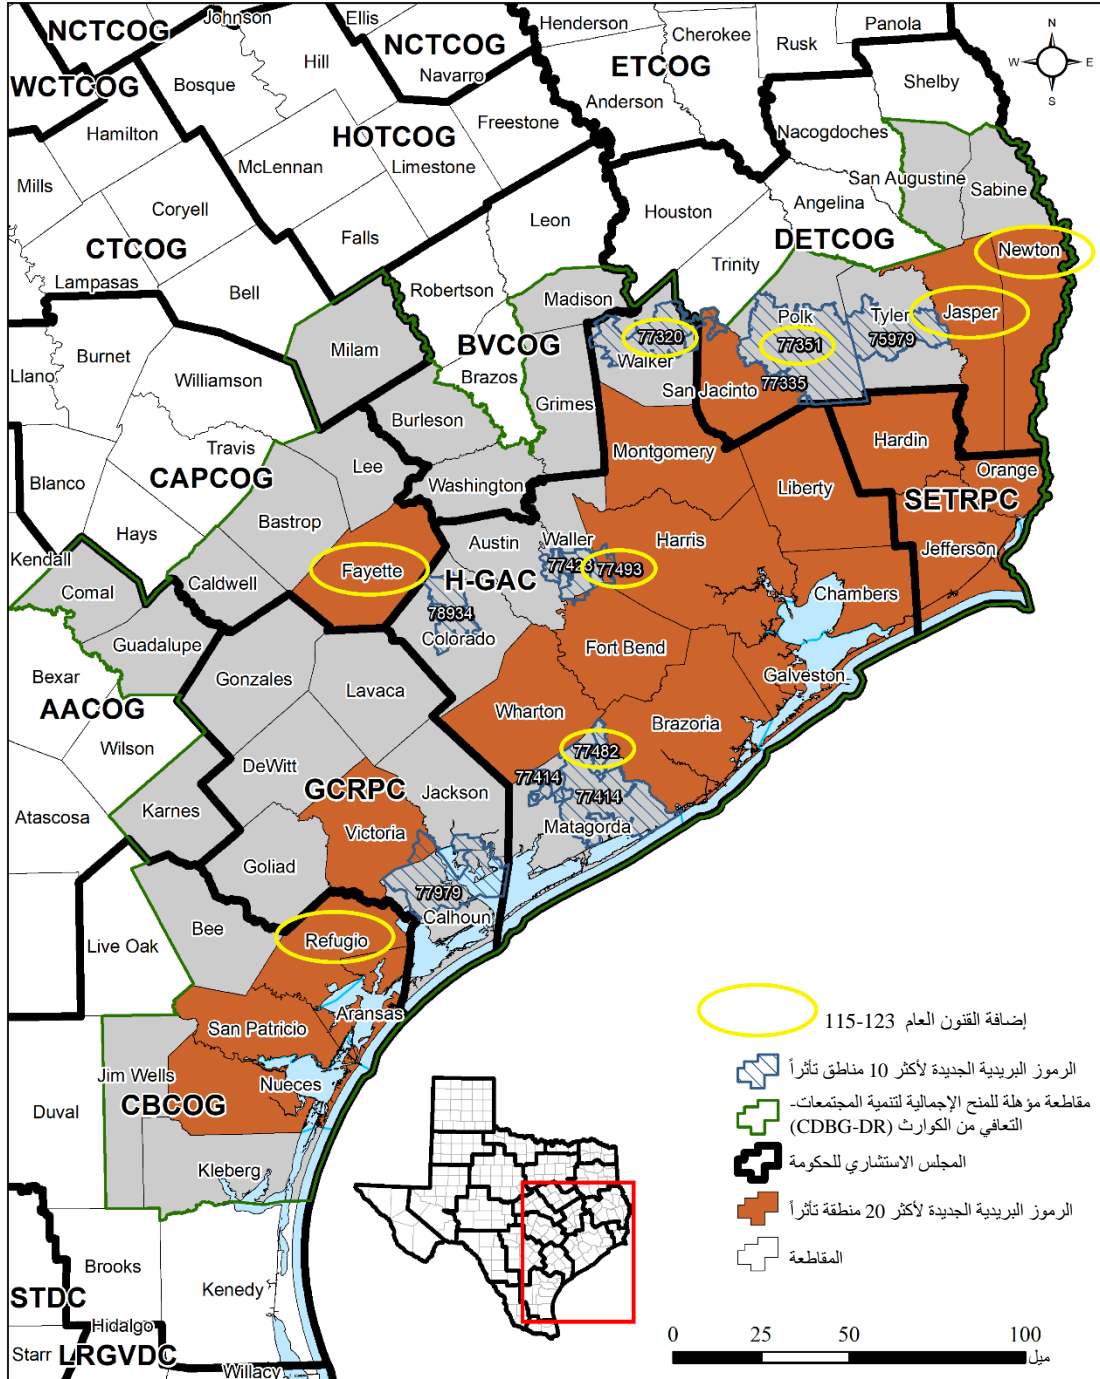 Johnson
Ellis
Henderson
Cherokee
Panola
NCTCOG
NCTCOG
Rusk
N
W
E
S
Hill
Navarro
ETCOG
WCTCOG
Bosque
Shelby
Anderson
Hamilton
HOTCOG
Freestone
Nacogdoches
McLennan
Limestone
San Augustine
Sabine
Mills
Coryell
Leon
Houston
Angelina
CTCOG
Falls
DETCOG
Newton
Lampasas
Bell
Robertson
Trinity
Madison
Polk
Tyler
Jasper
77320
77351
75979
Burnet
Milam
BVCOG
Walker
Llano
Williamson
Brazos
San Jacinto
77335
Burleson
Grimes
Travis
Montgomery
Hardin
Blanco
CAPCOG
Lee
Washington
Liberty
Orange
Bastrop
SETRPC
Hays
Austin
Waller
Harris
Jefferson
Kendall
Fayette
H-GAC
77423
77493
Comal
Caldwell
Chambers
78934
Colorado
Guadalupe
Fort Bend
Bexar
Gonzales
Lavaca
Galveston
AACOG
Wharton
Brazoria
Wilson
77482
DeWitt
77414
GCRPC
Jackson
77414
Karnes
Atascosa
Victoria
Matagorda
Goliad
77979
Calhoun
Bee
Live Oak
Refugio
Aransas
San Patricio
Jim Wells
Nueces
Duval
CBCOG
Kleberg
Brooks
Kenedy
STDC
Hidalgo
Starr
LRGVDC
Willacy
إضافة القنون العام 115-123
الرموز البريدية الجديدة لأكثر 10 مناطق تأثراً
مقاطعة مؤهلة للمنح الإجمالية لتنمية المجتمعات-
التعافي من الكوارث (CDBG-DR)
المجلس الاستشاري للحكومة
الرموز البريدية الجديدة لأكثر 20 منطقة تأثراً
المقاطعة
0 25 50 100
ميل